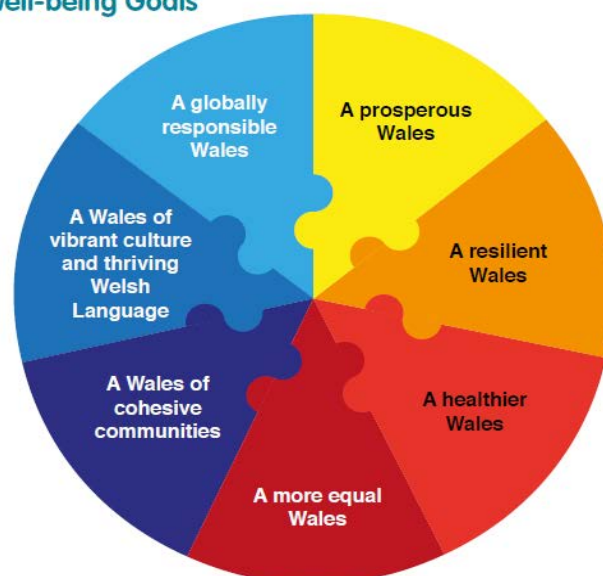 ell-being Goals
A prosperous
Wales
A resilient
Wales
A healthier
Wales
A more equal
Wales
A Wales of
cohesive
communities
A Wales of
vibrant culture
and thriving
Welsh
Language
A globally
responsible
Wales